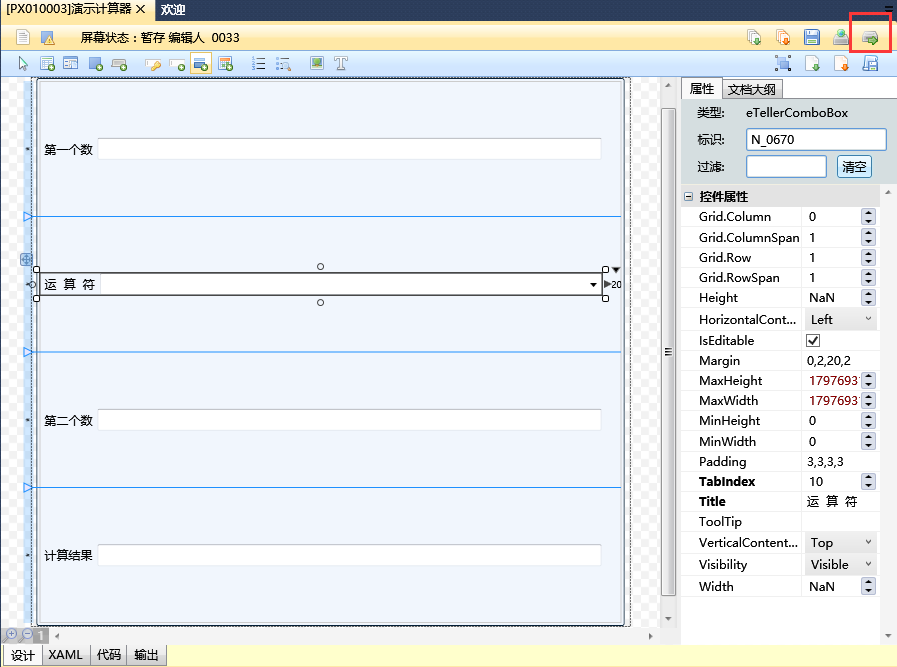 [PX010003]演示计算器 × 欢迎
屏幕状态：暂存 编辑人 0033
属性 文档大纲
类型: eTellerComboBox
标识: N_0670
过滤: 清空
控件属性
Grid.Column 0
Grid.ColumnSpan 1
Grid.Row 1
Grid.RowSpan 1
Height NaN
HorizontalCont... Left
IsEditable
Margin 0,2,20,2
MaxHeight 1797693
MaxWidth 1797693
MinHeight 0
MinWidth 0
Padding 3,3,3,3
TabIndex 10
Title 运 算 符
ToolTip
VerticalContent... Top
Visibility Visible
Width NaN
第一个数
运 算 符
20
第二个数
计算结果
1
设计 XAML 代码 输出